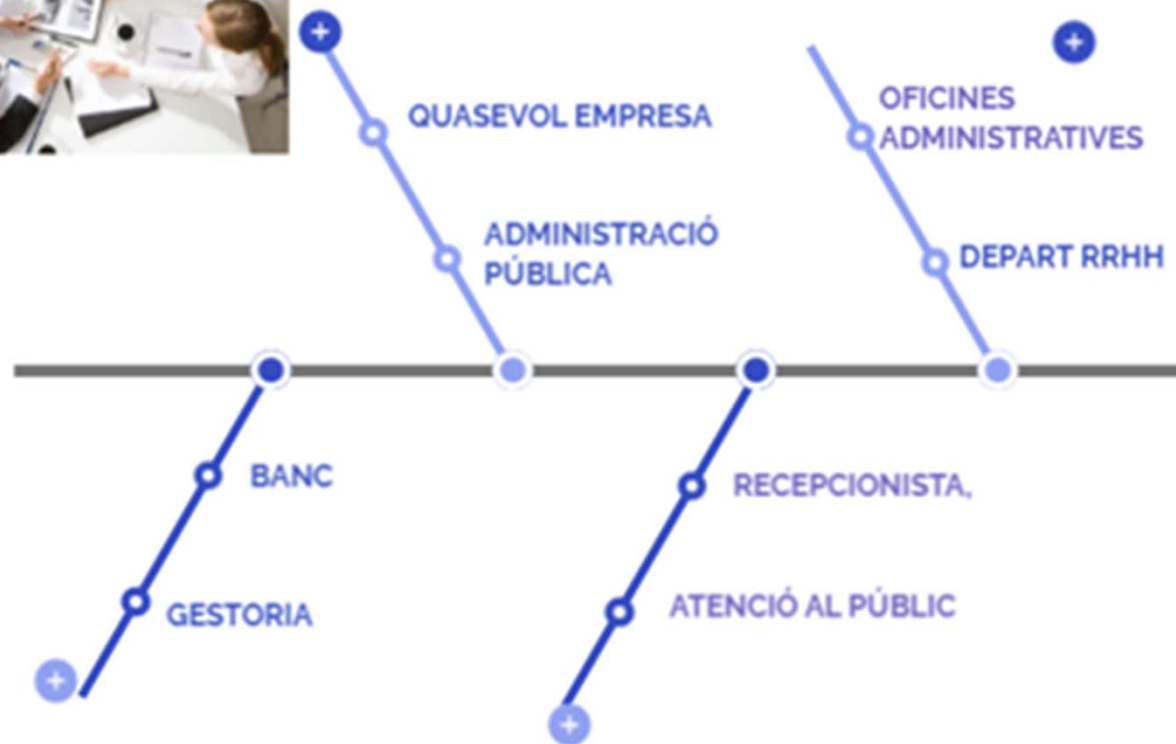 QUASEVOL EMPRESA
ADMINISTRACIÓ
PÚBLICA
OFICINES
ADMINISTRATIVES
DEPART RRHH
BANC
GESTORIA
RECEPCIONISTA,
ATENCIÓ AL PÚBLIC